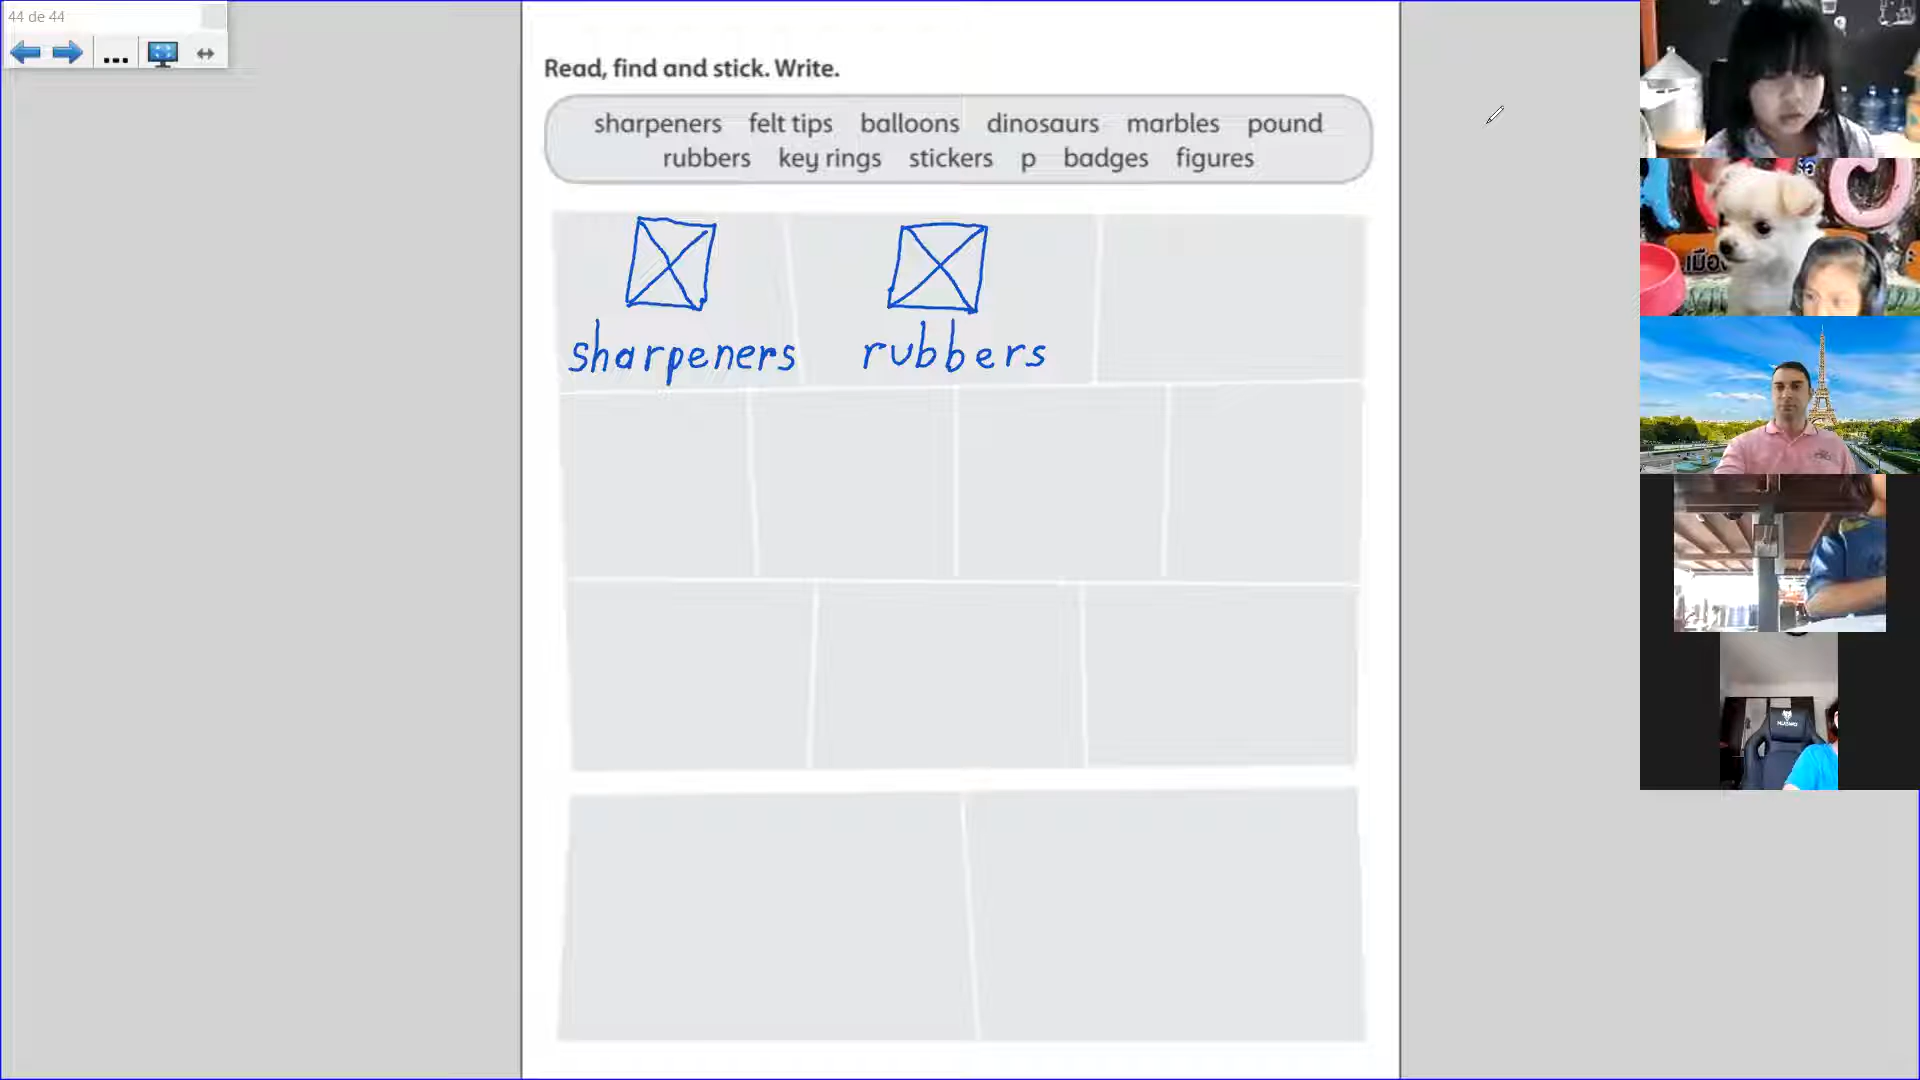 44 de 44
Read, find and stick. Write.
sharpeners felt tips balloons dinosaurs marbles pound
rubbers key rings stickers p badges figures
sharpeners rubbers